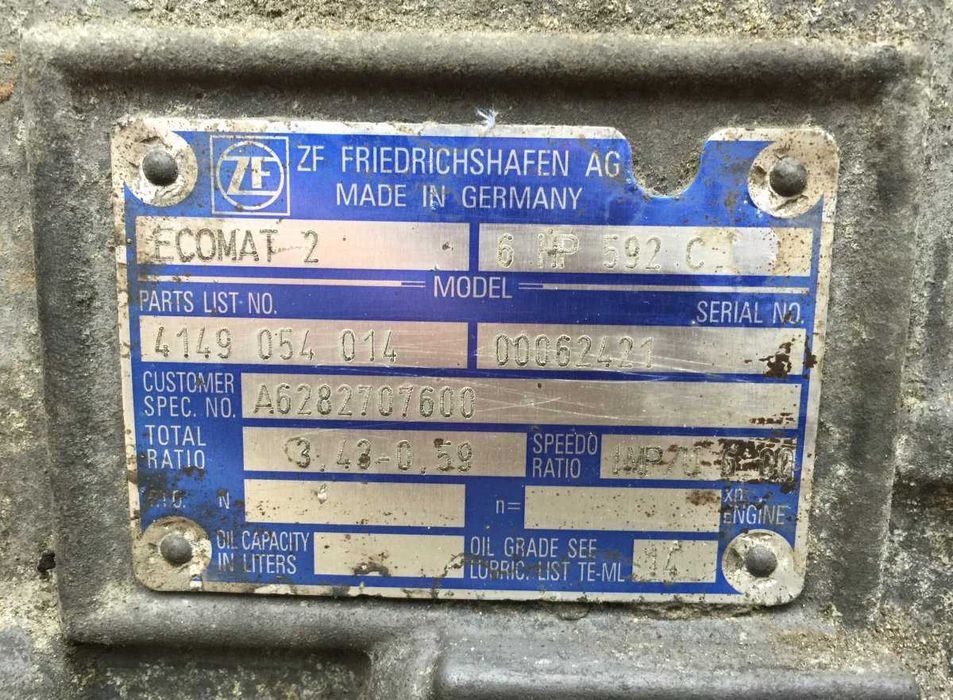 ZF ZF FRIEDRICHSHAFEN AG
MADE IN GERMANY
ECOMAT 2 6 HP 592 C
MODEL
PARTS LIST NO. SERIAL NO.
4149 054 014 00062421
CUSTOMER
SPEC. NO. A6282707600
TOTAL
RATIO 3,43-0,59
SPEEDO
RATIO IMP/U
N n= ENGINE
OIL CAPACITY
IN LITERS
OIL GRADE SEE
LUBRIC. LIST TE-ML 14